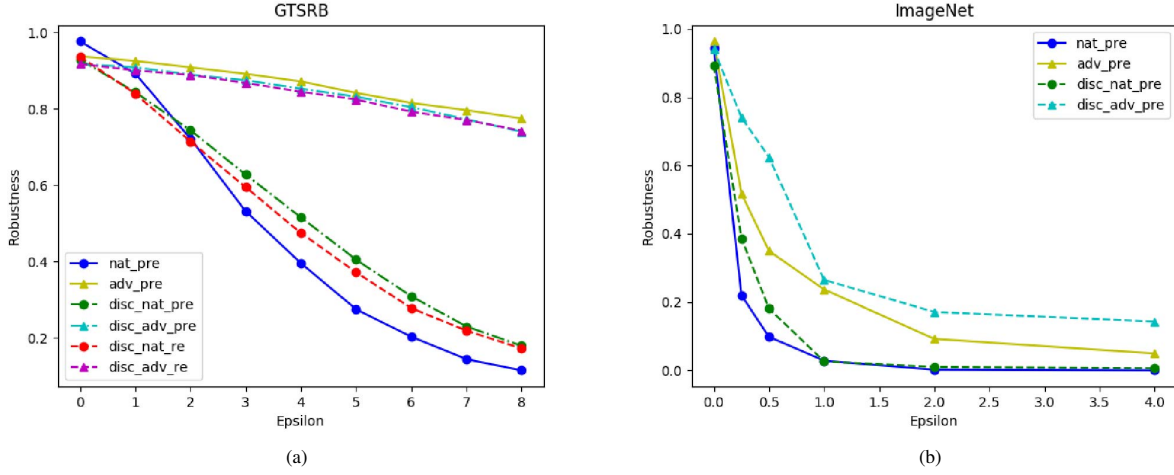 GTSRB
1.0
0.8
0.6
0.4
0.2
Robustness
nat_pre
adv_pre
disc_nat_pre
disc_adv_pre
disc_nat_re
disc_adv_re
0 1 2 3 4 5 6 7 8
Epsilon
(a)
ImageNet
1.0
0.8
0.6
0.4
0.2
0.0
Robustness
nat_pre
adv_pre
disc_nat_pre
disc_adv_pre
0.0 0.5 1.0 1.5 2.0 2.5 3.0 3.5 4.0
Epsilon
(b)